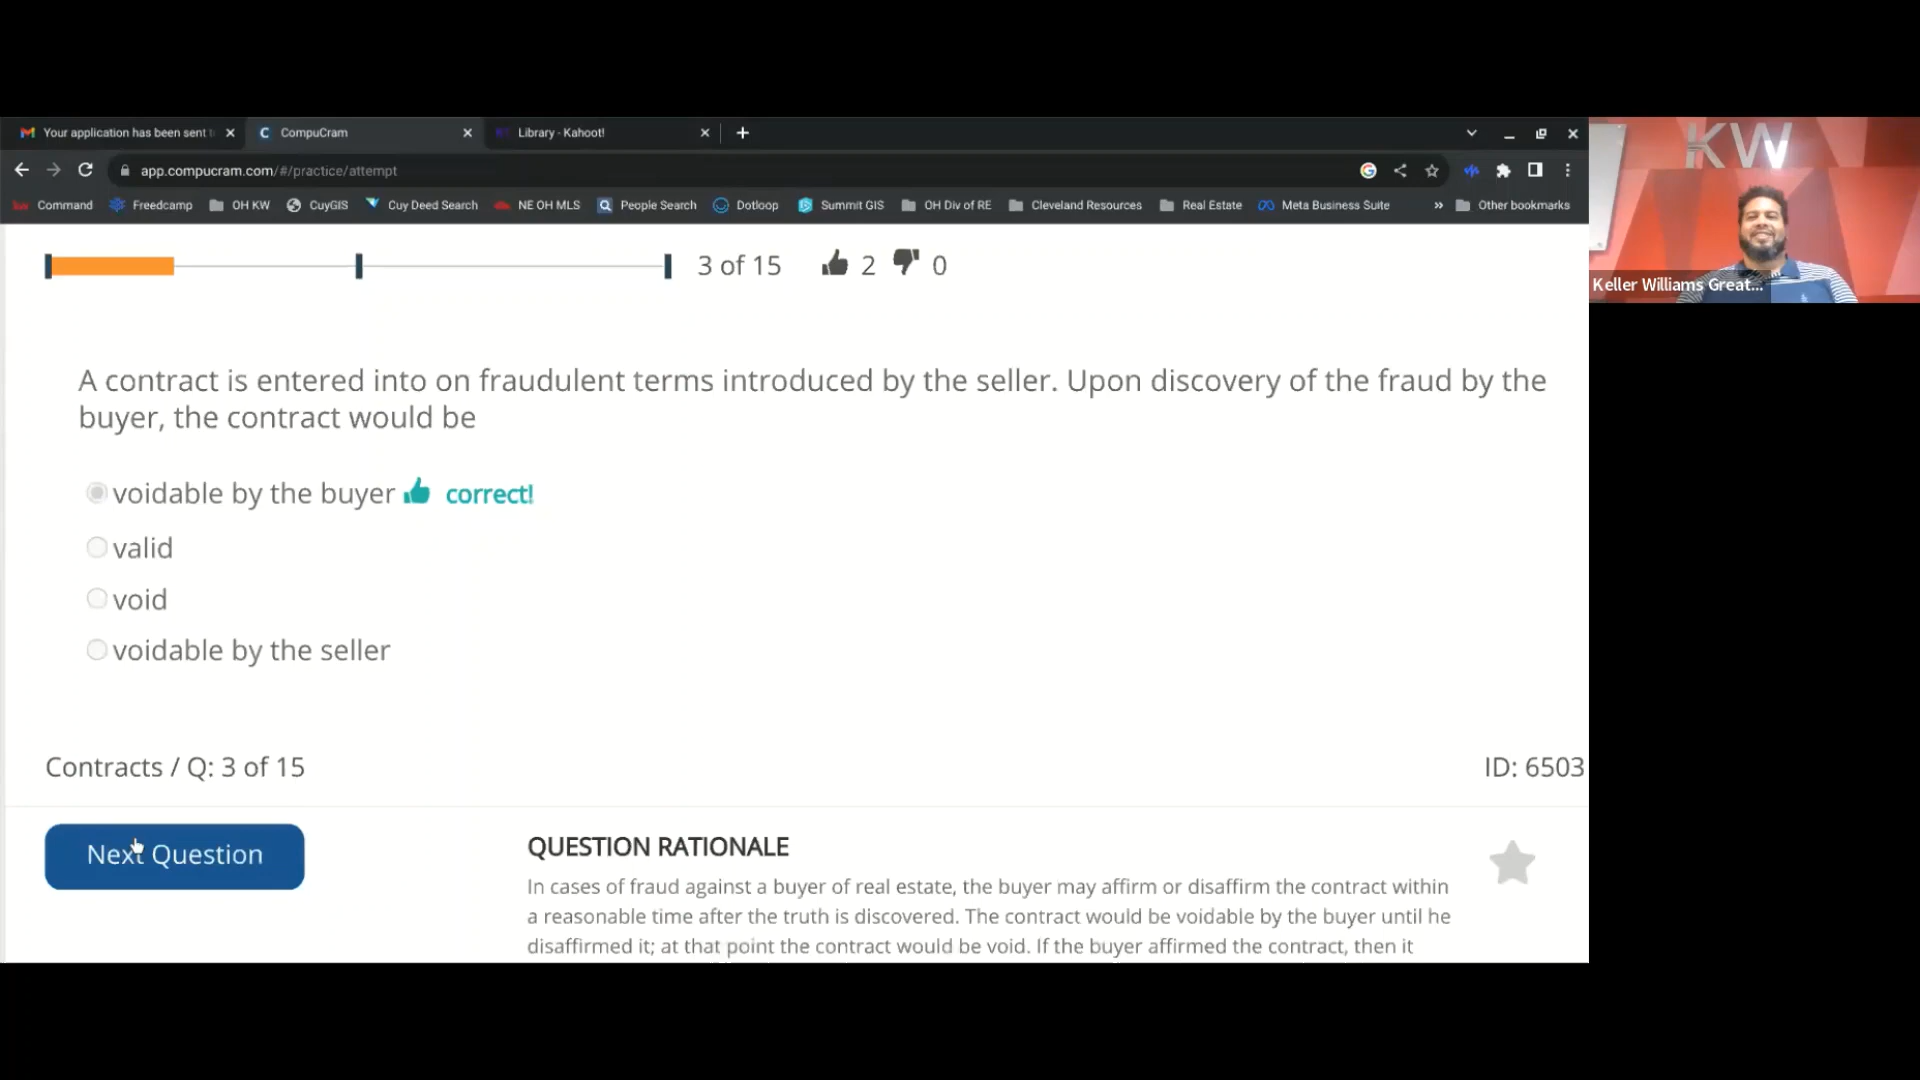 Your application has been sent t
CompuCram
Library - Kahoot!
app.compucram.com/#/practice/attempt
Command
Freedcamp
OH KW
CuyGIS
Cuy Deed Search
NE OH MLS
People Search
Dotloop
Summit GIS
OH Div of RE
Cleveland Resources
Real Estate
Meta Business Suite
»
Other bookmarks
KW
Keller Williams Great...
3 of 15 2 0
A contract is entered into on fraudulent terms introduced by the seller. Upon discovery of the fraud by the
buyer, the contract would be
voidable by the buyer correct!
valid
void
voidable by the seller
Contracts / Q: 3 of 15
ID: 6503
Next Question
QUESTION RATIONALE
In cases of fraud against a buyer of real estate, the buyer may affirm or disaffirm the contract within
a reasonable time after the truth is discovered. The contract would be voidable by the buyer until he
disaffirmed it; at that point the contract would be void. If the buyer affirmed the contract, then it